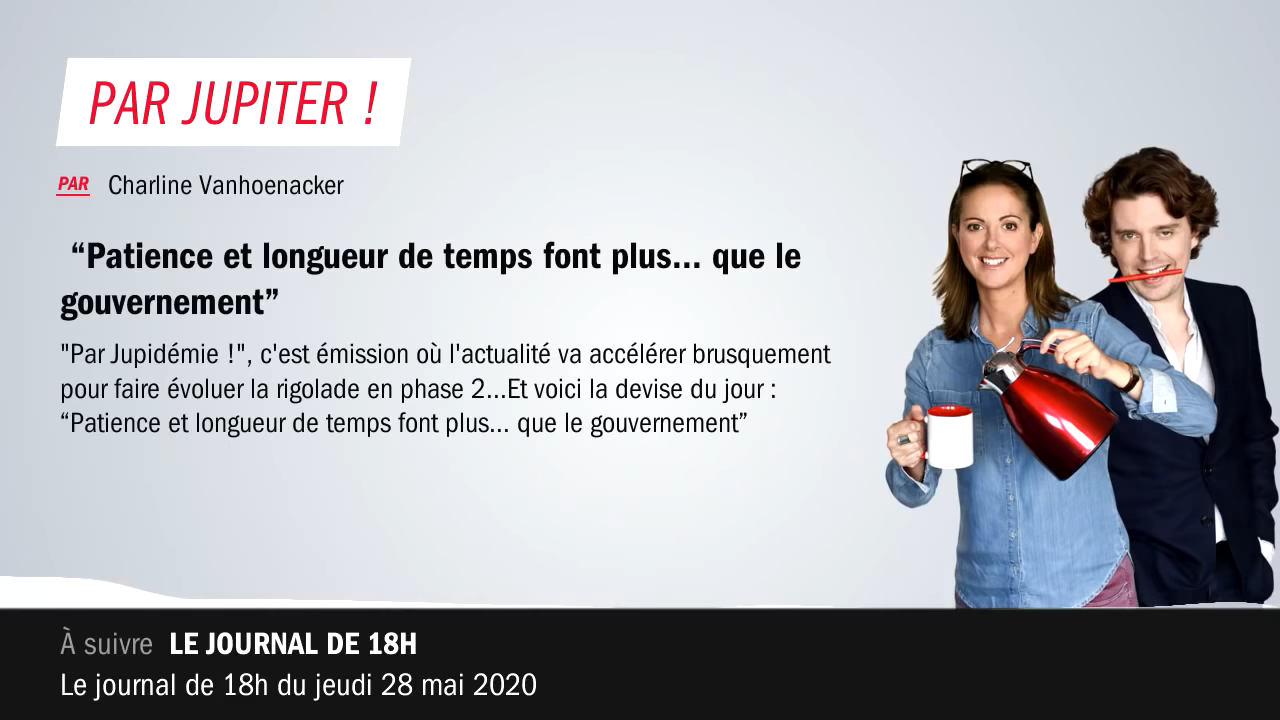 PAR JUPITER !
PAR Charline Vanhoenacker
“Patience et longueur de temps font plus... que le
gouvernement”
"Par Jupidémie !", c'est émission où l'actualité va accélérer brusquement
pour faire évoluer la rigolade en phase 2...Et voici la devise du jour :
“Patience et longueur de temps font plus... que le gouvernement”
À suivre LE JOURNAL DE 18H
Le journal de 18h du jeudi 28 mai 2020